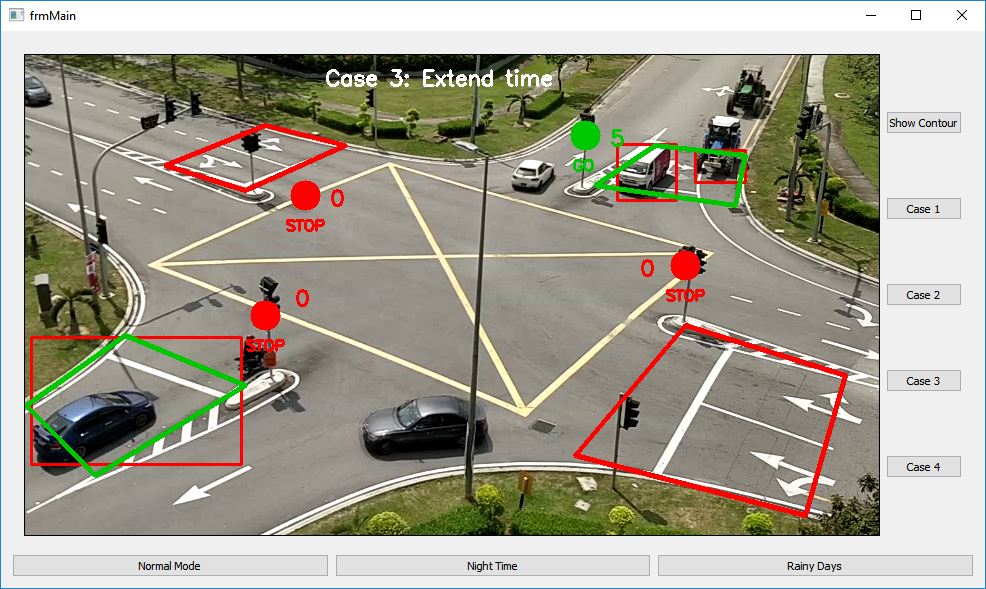 frmMain
Case 3: Extend time
5
GO
0
STOP
0
STOP
0
STOP
Show Contour
Case 1
Case 2
Case 3
Case 4
Normal Mode
Night Time
Rainy Days